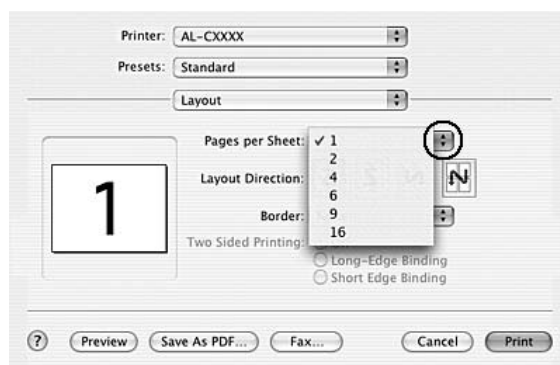 Printer: AL-CXXXX
Presets: Standard
Layout
Pages per Sheet: ✓ 1
2
4
6
9
16
Layout Direction:
Border:
Two Sided Printing:
Long-Edge Binding
Short Edge Binding
1
? Preview Save As PDF... Fax... Cancel Print